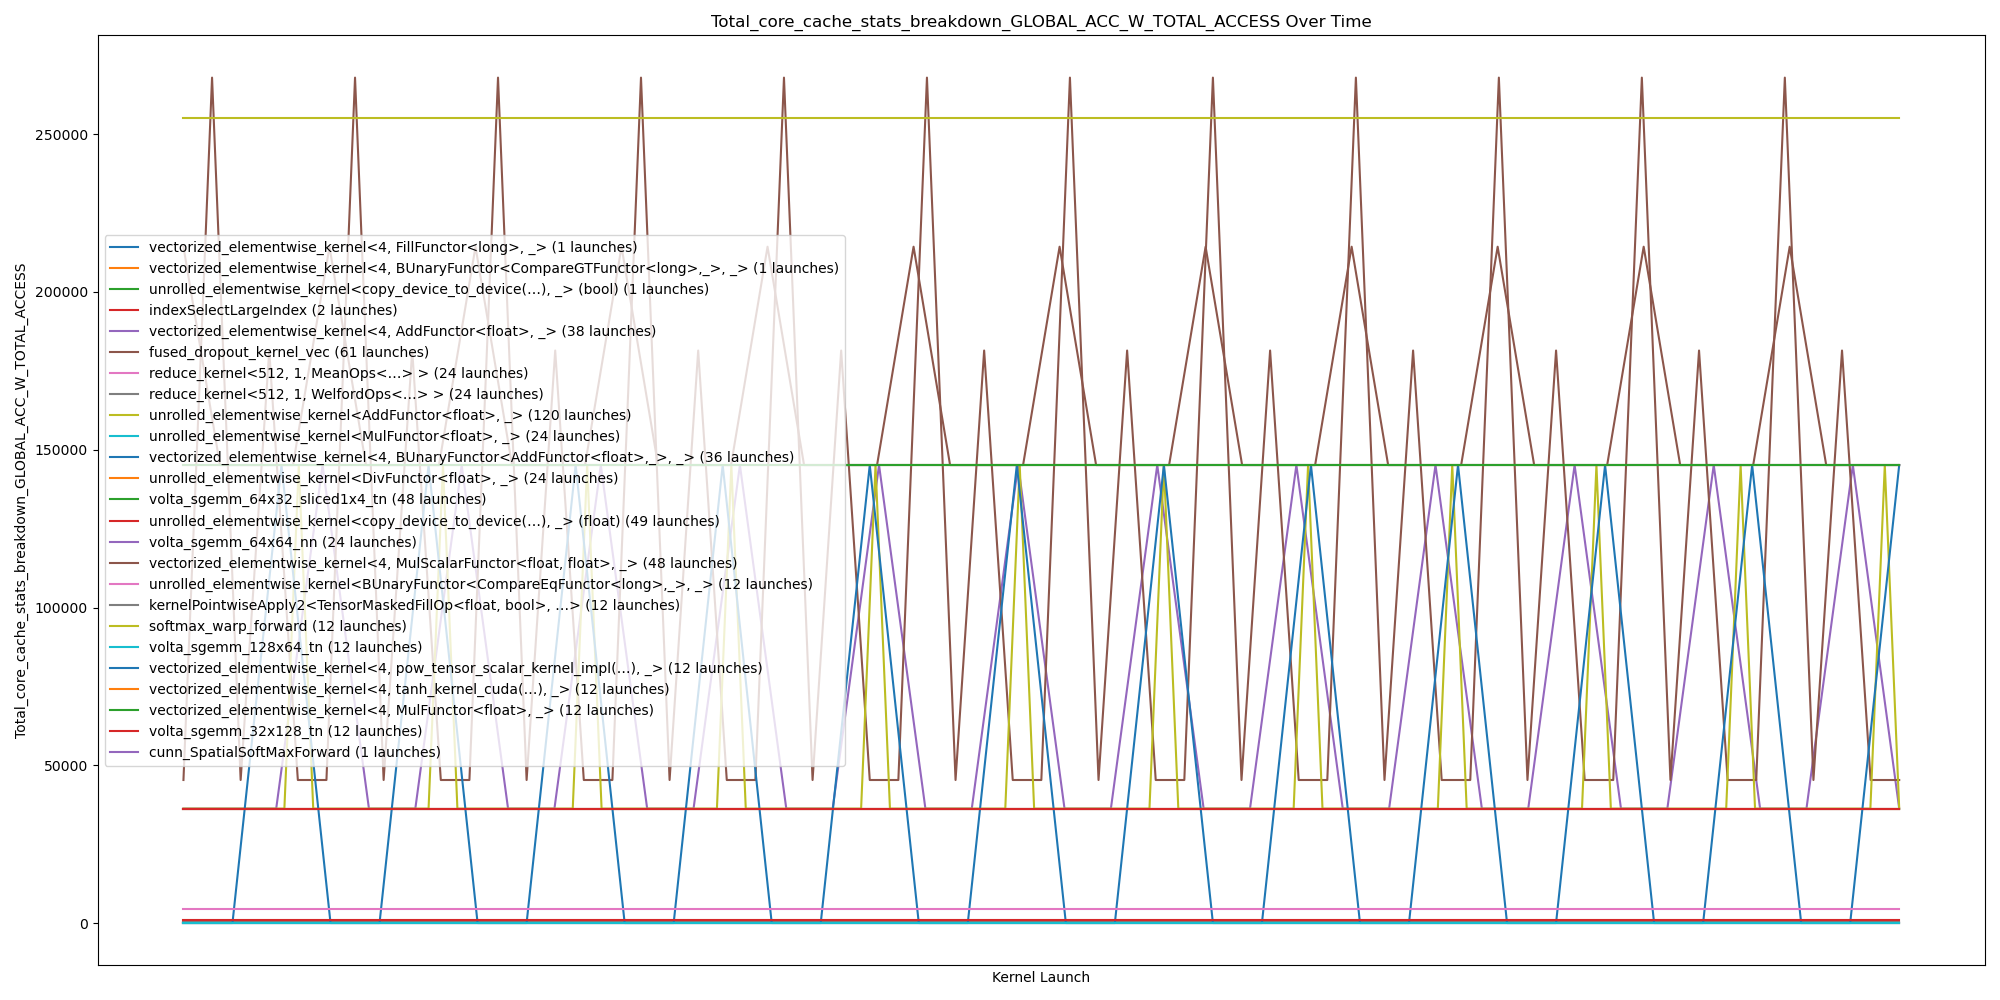 Total_core_cache_stats_breakdown_GLOBAL_ACC_W_TOTAL_ACCESS Over Time
Total_core_cache_stats_breakdown_GLOBAL_ACC_W_TOTAL_ACCESS
250000
200000
150000
100000
50000
0
vectorized_elementwise_kernel<4, FillFunctor<long>, _> (1 launches)
vectorized_elementwise_kernel<4, BUnaryFunctor<CompareGTFunctor<long>,_>, _> (1 launches)
unrolled_elementwise_kernel<copy_device_to_device(...), _> (bool) (1 launches)
indexSelectLargeIndex (2 launches)
vectorized_elementwise_kernel<4, AddFunctor<float>, _> (38 launches)
fused_dropout_kernel_vec (61 launches)
reduce_kernel<512, 1, MeanOps<...> > (24 launches)
reduce_kernel<512, 1, WelfordOps<...> > (24 launches)
unrolled_elementwise_kernel<AddFunctor<float>, _> (120 launches)
unrolled_elementwise_kernel<MulFunctor<float>, _> (24 launches)
vectorized_elementwise_kernel<4, BUnaryFunctor<AddFunctor<float>,_>, _> (36 launches)
unrolled_elementwise_kernel<DivFunctor<float>, _> (24 launches)
volta_sgemm_64x32_sliced1x4_tn (48 launches)
unrolled_elementwise_kernel<copy_device_to_device(...), _> (float) (49 launches)
volta_sgemm_64x64_nn (24 launches)
vectorized_elementwise_kernel<4, MulScalarFunctor<float, float>, _> (48 launches)
unrolled_elementwise_kernel<BUnaryFunctor<CompareEqFunctor<long>,_>, _> (12 launches)
kernelPointwiseApply2<TensorMaskedFillOp<float, bool>, ...> (12 launches)
softmax_warp_forward (12 launches)
volta_sgemm_128x64_tn (12 launches)
vectorized_elementwise_kernel<4, pow_tensor_scalar_kernel_impl(...), _> (12 launches)
vectorized_elementwise_kernel<4, tanh_kernel_cuda(...), _> (12 launches)
vectorized_elementwise_kernel<4, MulFunctor<float>, _> (12 launches)
volta_sgemm_32x128_tn (12 launches)
cunn_SpatialSoftMaxForward (1 launches)
Kernel Launch